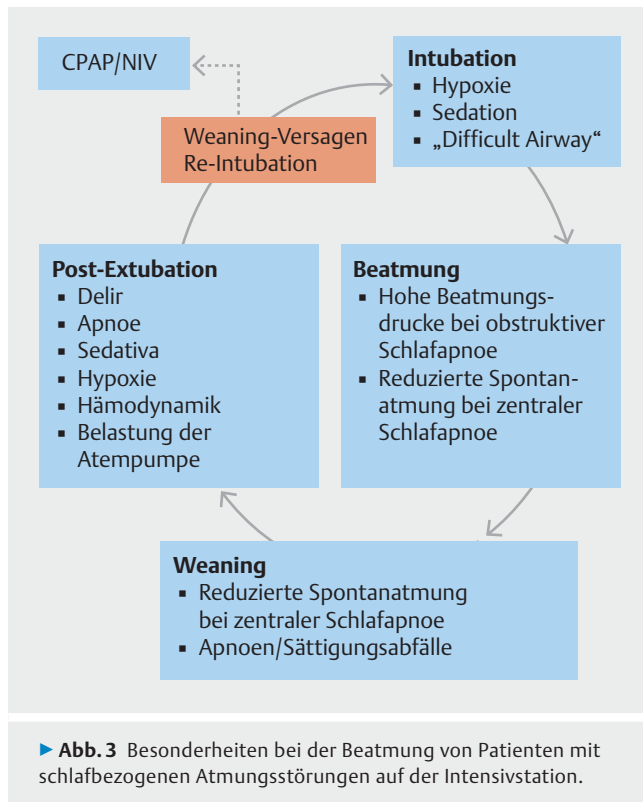 CPAP/NIV
Intubation
▪ Hypoxie
▪ Sedation
▪ „Difficult Airway“
Weaning-Versagen
Re-Intubation
Post-Extubation
▪ Delir
▪ Apnoe
▪ Sedativa
▪ Hypoxie
▪ Hämodynamik
▪ Belastung der
Atempumpe
Beatmung
▪ Hohe Beatmungs-
drucke bei obstruktiver
Schlafapnoe
▪ Reduzierte Spontan-
atmung bei zentraler
Schlafapnoe
Weaning
▪ Reduzierte Spontanatmung
bei zentraler Schlafapnoe
▪ Apnoen/Sättigungsabfälle
▶ Abb. 3 Besonderheiten bei der Beatmung von Patienten mit
schlafbezogenen Atmungsstörungen auf der Intensivstation.